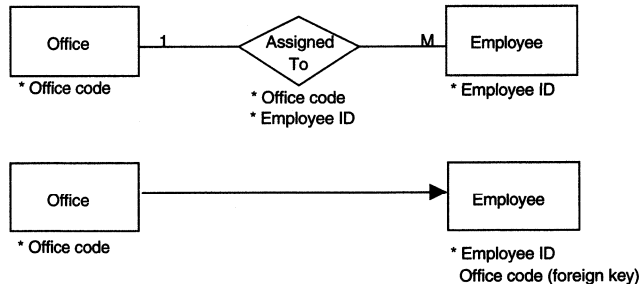 Office
1
Assigned
To
M
Employee
* Office code
* Office code
* Employee ID
* Employee ID
Office
Employee
* Office code
* Employee ID
Office code (foreign key)